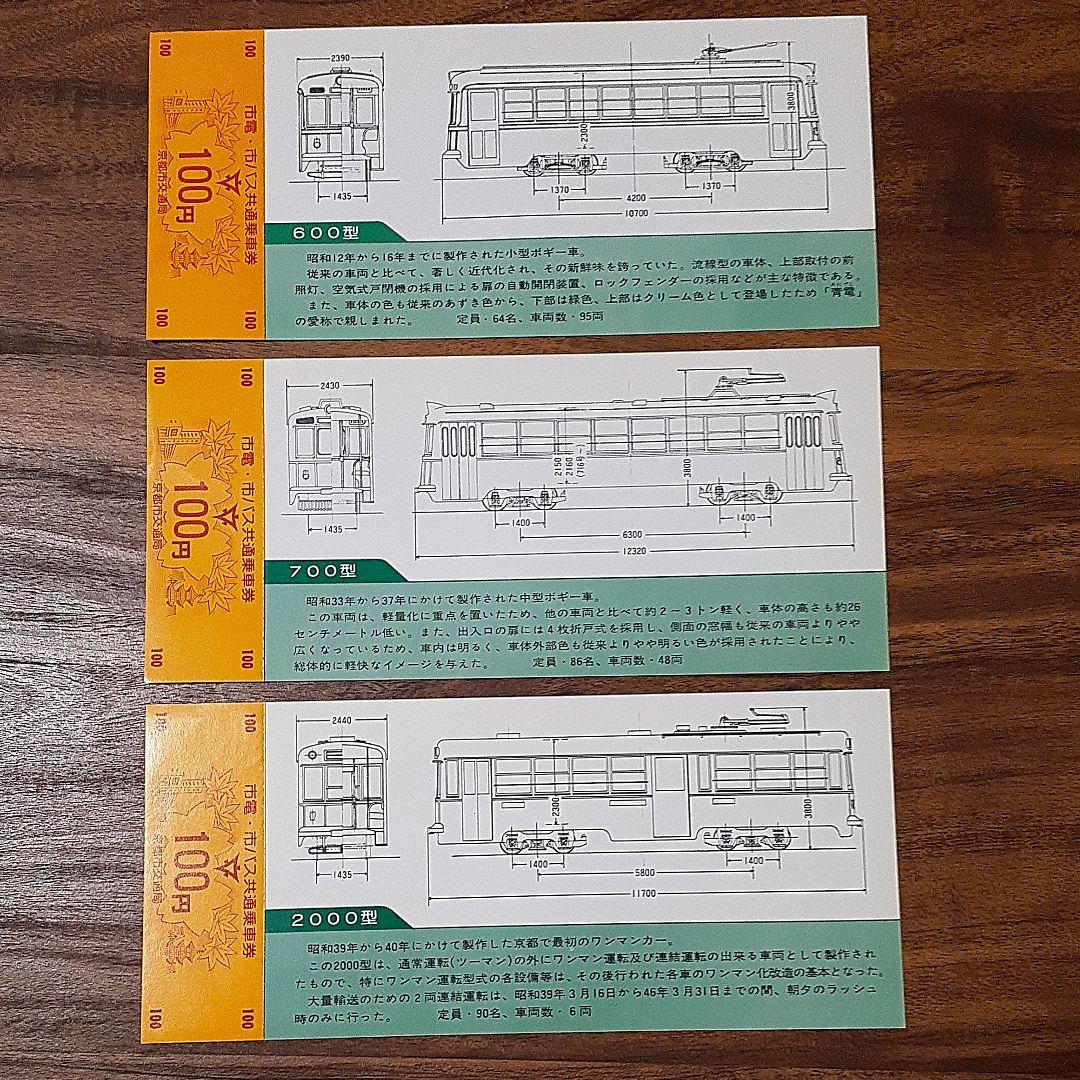 100
100
市電・市バス共通乗車券
100円
京都市交通局
100
100
2390
1435
3800
2300
1370
1370
4200
10700
600型
昭和12年から16年までに製作された小型ボギー車。
従来の車両と比べて、著しく近代化され、その新鮮味を誇っていた。流線型の車体、上部取付の前
照灯、空気式戸閉機の採用による扉の自動開閉装置、ロックフェンダーの採用などが主な特徴である。
また、車体の色も従来のあずき色から、下部は緑色、上部はクリーム色として登場したため「青電」
の愛称で親しまれた。 定員・64名、車両数・95両
100
100
市電・市バス共通乗車券
100円
京都市交通局
100
100
2430
1435
2150
2160
(716号~)
3800
1400
1400
6300
12320
700型
昭和33年から37年にかけて製作された中型ボギー車。
この車両は、軽量化に重点を置いたため、他の車両と比べて約2~3トン軽く、車体の高さも約26
センチメートル低い。また、出入口の扉には4枚折戸式を採用し、側面の窓幅も従来の車両よりやや
広くなっているため、車内は明るく、車体外部色も従来よりやや明るい色が採用されたことにより、
総体的に軽快なイメージを与えた。 定員・86名、車両数・48両
100
100
市電・市バス共通乗車券
100円
京都市交通局
100
100
2440
1435
2300
3800
1400
1400
5800
11700
2000型
昭和39年から40年にかけて製作した京都で最初のワンマンカー。
この2000型は、通常運転(ツーマン)の外にワンマン運転及び連結運転の出来る車両として製作され
たもので、特にワンマン運転型式の各設備等は、その後行われた各車のワンマン化改造の基本となった。
大量輸送のための2両連結運転は、昭和39年3月16日から46年3月31日までの間、朝夕のラッシュ
時のみに行った。 定員・90名、車両数・6両